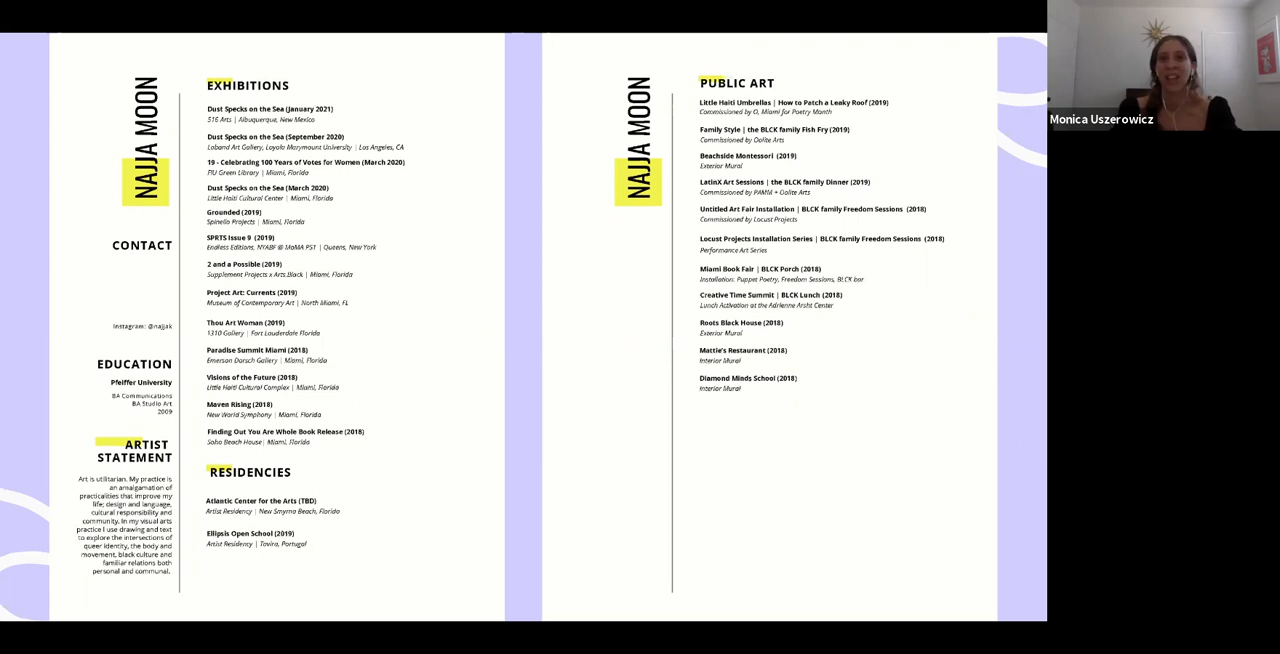 NAJJA MOON
CONTACT
Instagram: @najjak
EDUCATION
Pfeiffer University
BA Communications
BA Studio Art
2009
ARTIST
STATEMENT
Art is utilitarian. My practice is
an amalgamation of
practicalities that improve my
life; design and language,
cultural responsibility and
community. In my visual arts
practice I use drawing and text
to explore the intersections of
queer identity, the body and
movement, black culture and
familiar relations both
personal and communal.
EXHIBITIONS
Dust Specks on the Sea (January 2021)
516 Arts | Albuquerque, New Mexico
Dust Specks on the Sea (September 2020)
Laband Art Gallery, Loyola Marymount University | Los Angeles, CA
19 - Celebrating 100 Years of Votes for Women (March 2020)
FIU Green Library | Miami, Florida
Dust Specks on the Sea (March 2020)
Little Haiti Cultural Center | Miami, Florida
Grounded (2019)
Spinello Projects | Miami, Florida
SPRTS Issue 9 (2019)
Endless Editions, NYABF @ MoMA PS1 | Queens, New York
2 and a Possible (2019)
Supplement Projects x Arts.Black | Miami, Florida
Project Art: Currents (2019)
Museum of Contemporary Art | North Miami, FL
Thou Art Woman (2019)
1310 Gallery | Fort Lauderdale Florida
Paradise Summit Miami (2018)
Emerson Dorsch Gallery | Miami, Florida
Visions of the Future (2018)
Little Haiti Cultural Complex | Miami, Florida
Maven Rising (2018)
New World Symphony | Miami, Florida
Finding Out You Are Whole Book Release (2018)
Soho Beach House | Miami, Florida
RESIDENCIES
Atlantic Center for the Arts (TBD)
Artist Residency | New Smyrna Beach, Florida
Ellipsis Open School (2019)
Artist Residency | Tavira, Portugal
NAJJA MOON
PUBLIC ART
Little Haiti Umbrellas | How to Patch a Leaky Roof (2019)
Commissioned by O, Miami for Poetry Month
Family Style | the BLCK family Fish Fry (2019)
Commissioned by Oolite Arts
Beachside Montessori (2019)
Exterior Mural
LatinX Art Sessions | the BLCK family Dinner (2019)
Commissioned by PAMM + Oolite Arts
Untitled Art Fair Installation | BLCK family Freedom Sessions (2018)
Commissioned by Locust Projects
Locust Projects Installation Series | BLCK family Freedom Sessions (2018)
Performance Art Series
Miami Book Fair | BLCK Porch (2018)
Installation: Puppet Poetry, Freedom Sessions, BLCK bar
Creative Time Summit | BLCK Lunch (2018)
Lunch Activation at the Adrienne Arsht Center
Roots Black House (2018)
Exterior Mural
Mattie's Restaurant (2018)
Interior Mural
Diamond Minds School (2018)
Interior Mural
Monica Uszerowicz